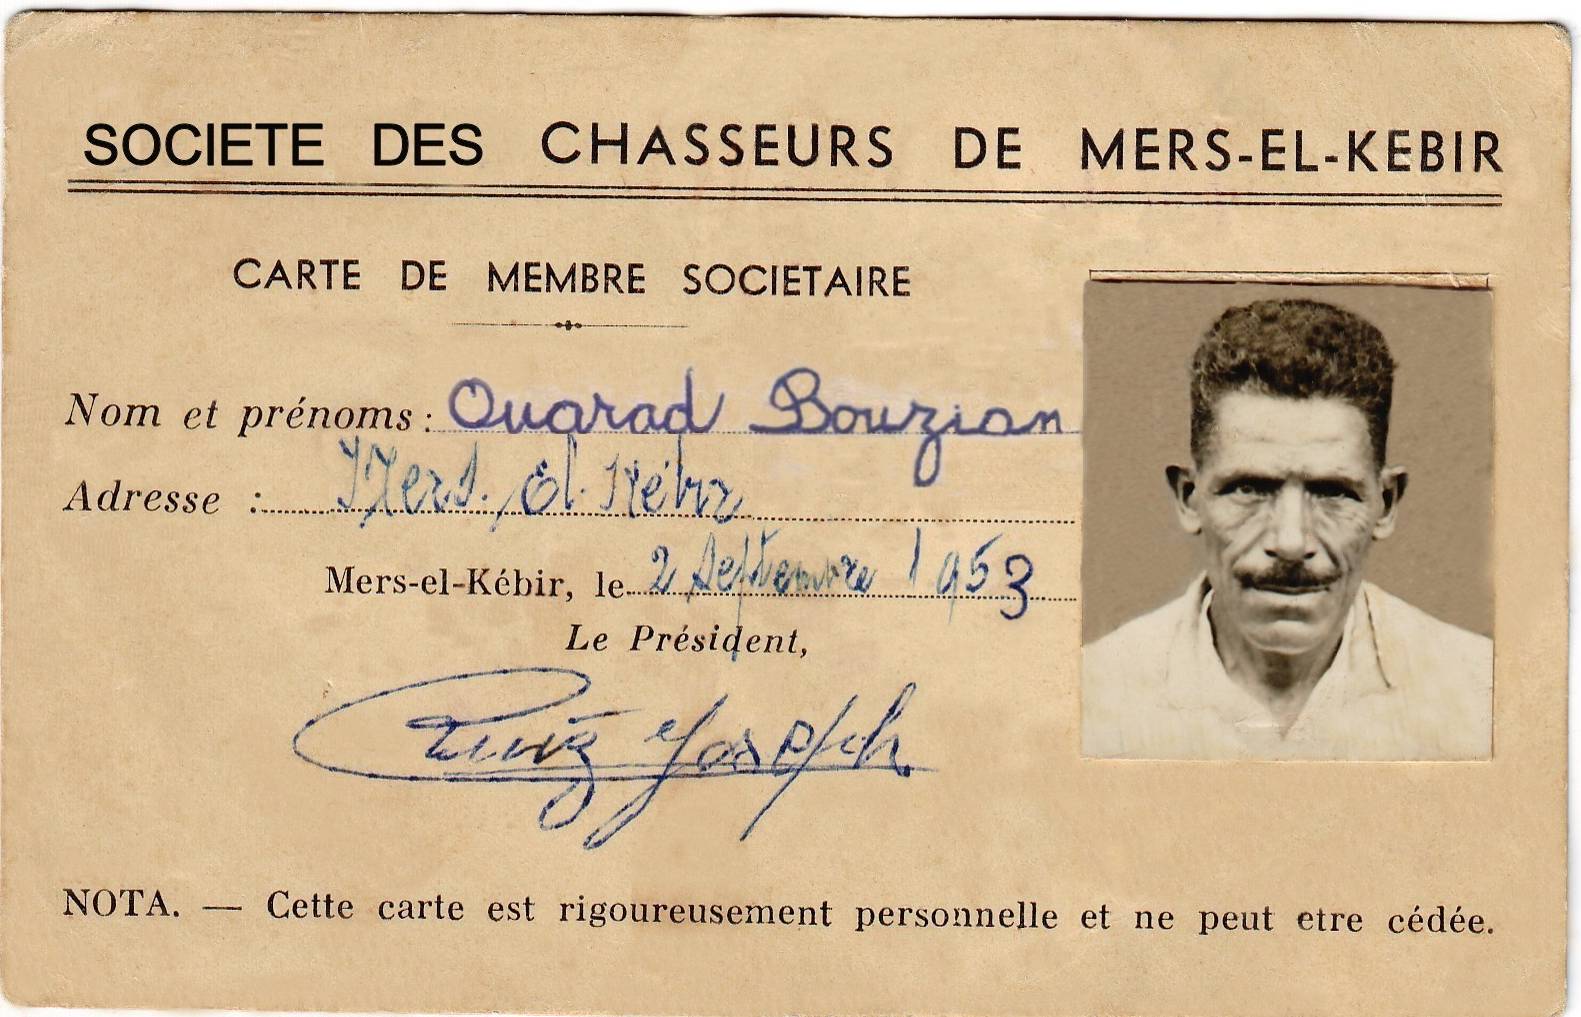 SOCIETE DES CHASSEURS DE MERS-EL-KEBIR
CARTE DE MEMBRE SOCIETAIRE
Nom et prénoms : Ouarad Bouzian
Adresse : Mers. El. Kébir
Mers-el-Kébir, le 2 Septembre 1953
Le Président,
Ruiz Joseph.
NOTA. — Cette carte est rigoureusement personnelle et ne peut etre cédée.